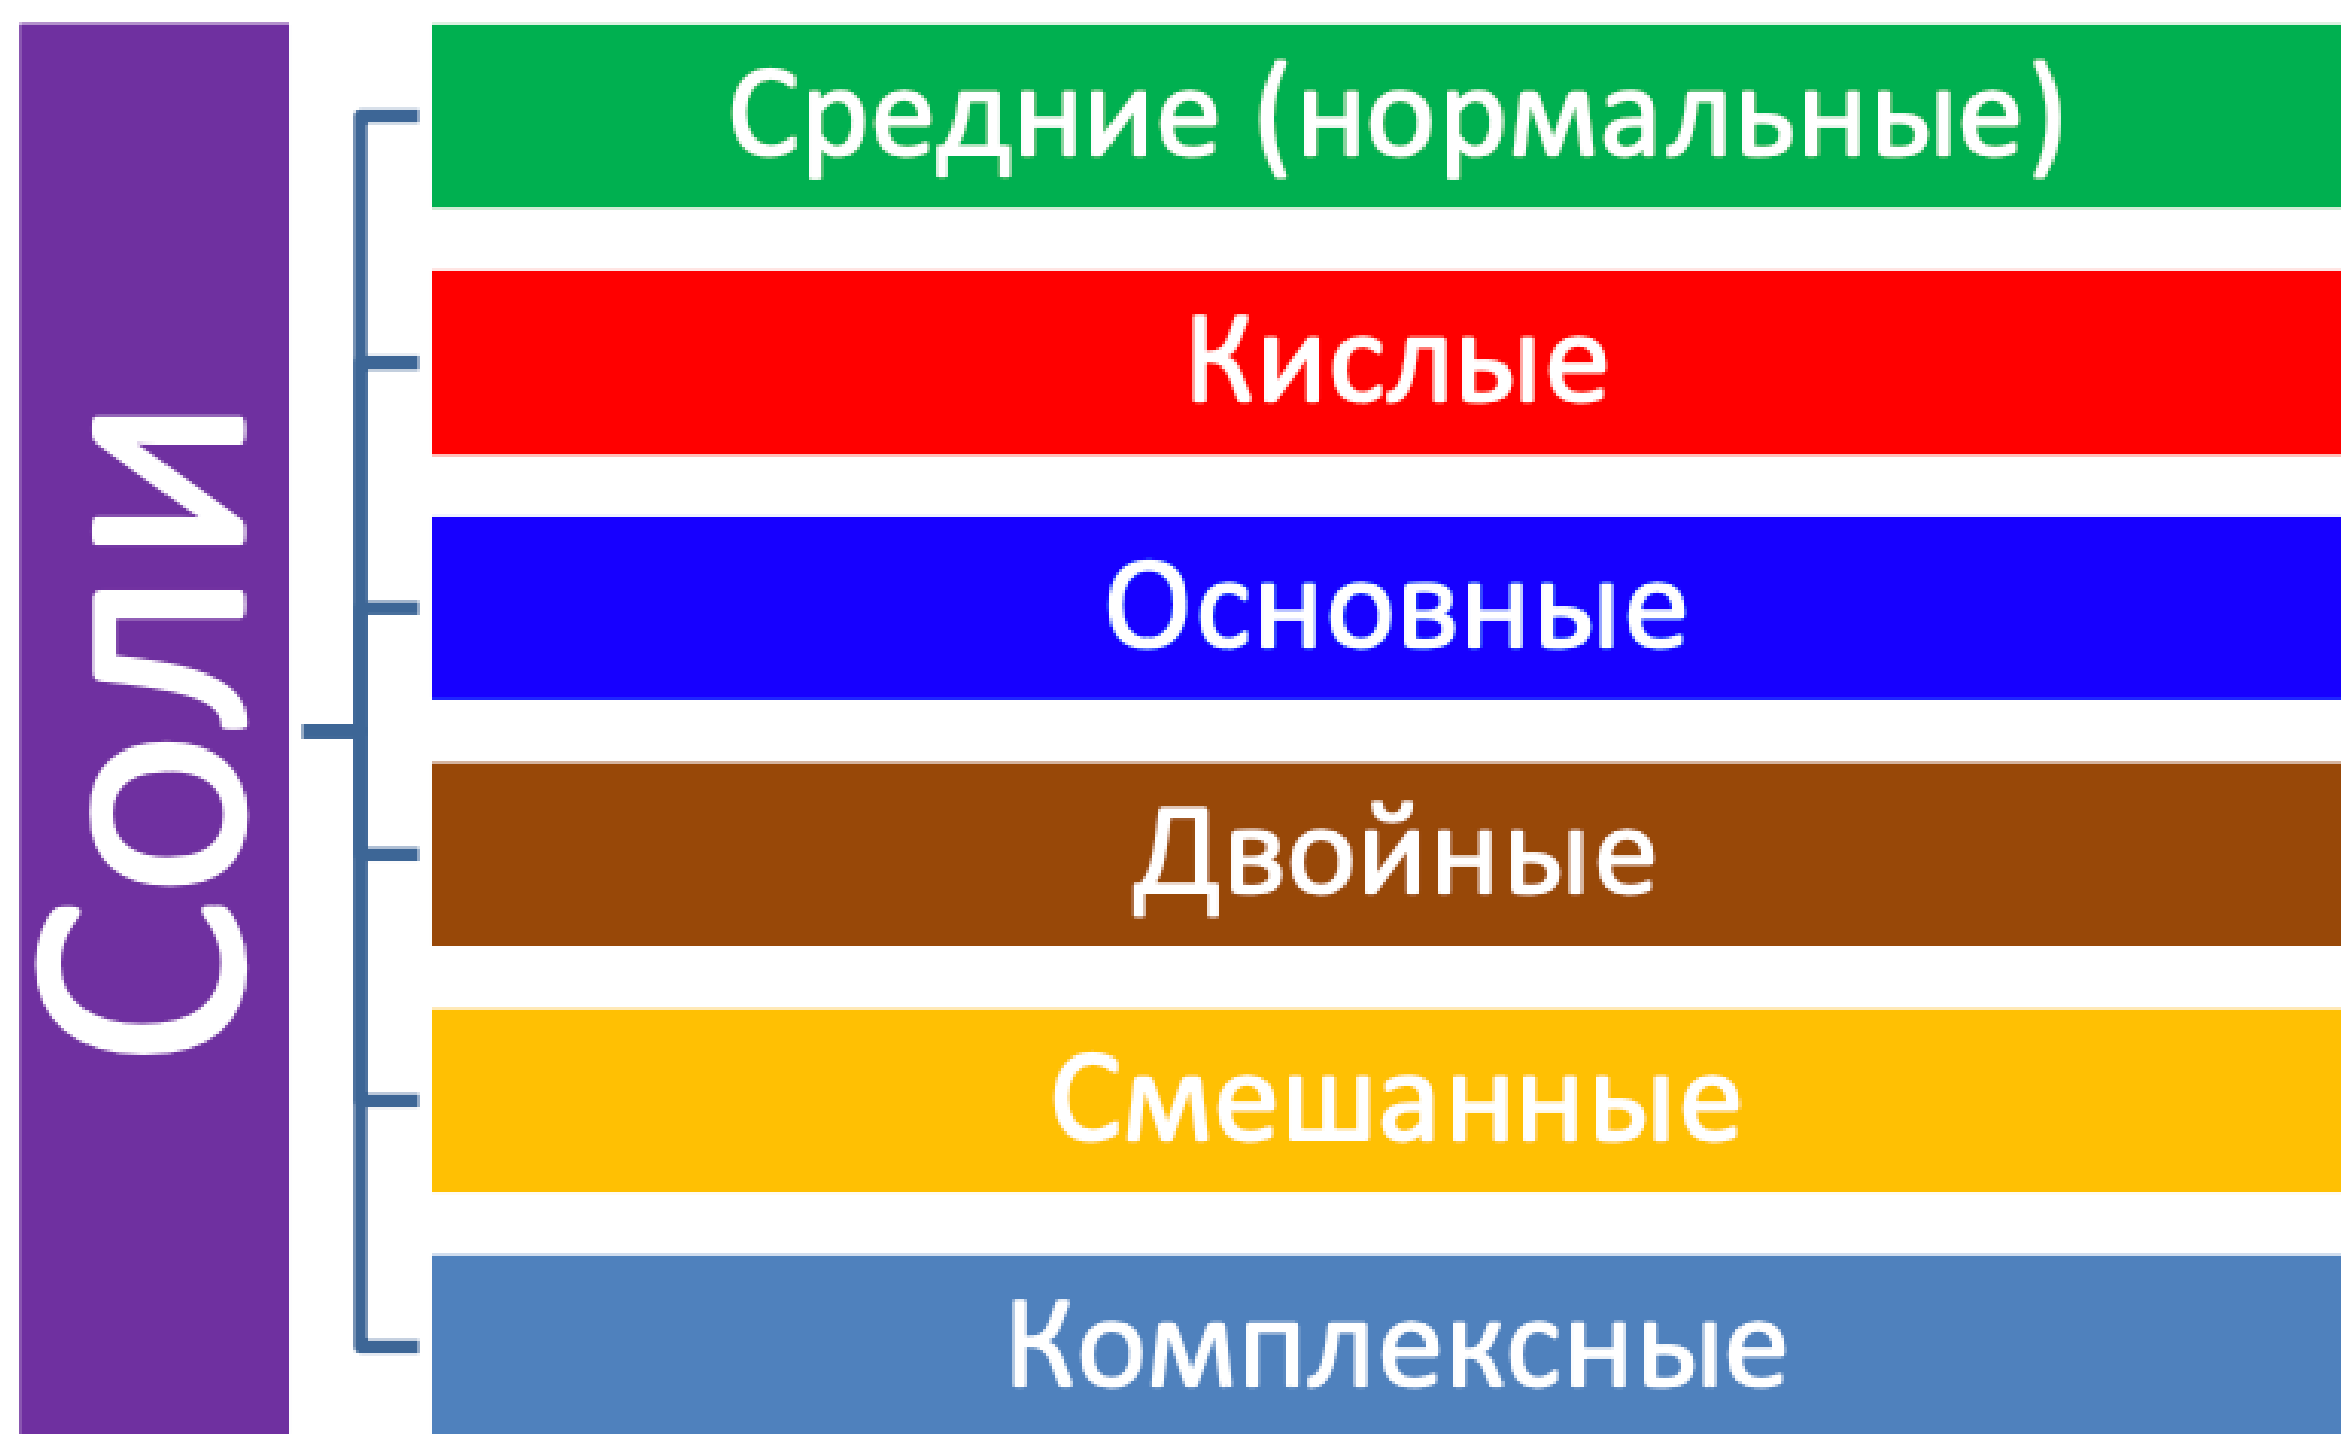 Соли
Средние (нормальные)
Кислые
Основные
Двойные
Смешанные
Комплексные